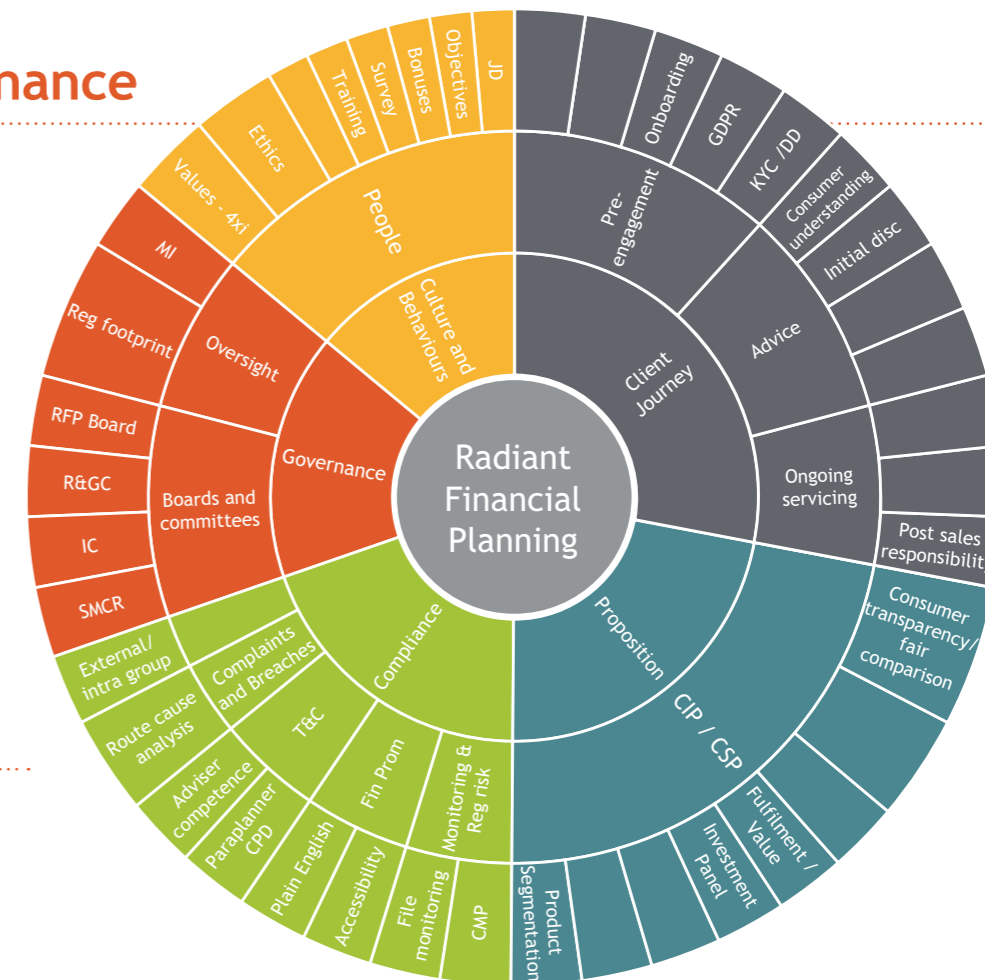 nance
Radiant
Financial
Planning
Client
Journey
Pre-
engagement
Onboarding
GDPR
KYC /DD
Advice
Consumer
understanding
Initial disc
Ongoing
servicing
Post sales
responsibility
Proposition
CIP / CSP
Consumer
transparency/
fair
comparison
Fulfilment /
Value
Investment
Panel
Product
Segmentation
Compliance
Monitoring &
Reg risk
CMP
File
monitoring
Fin Prom
Accessibility
Plain English
T&C
Paraplanner
CPD
Adviser
competence
Complaints
and Breaches
Route cause
analysis
External/
intra group
Governance
Boards and
committees
SMCR
IC
R&GC
RFP Board
Oversight
Reg footprint
MI
Culture and
Behaviours
People
Values - 4xi
Ethics
Training
Survey
Bonuses
Objectives
JD